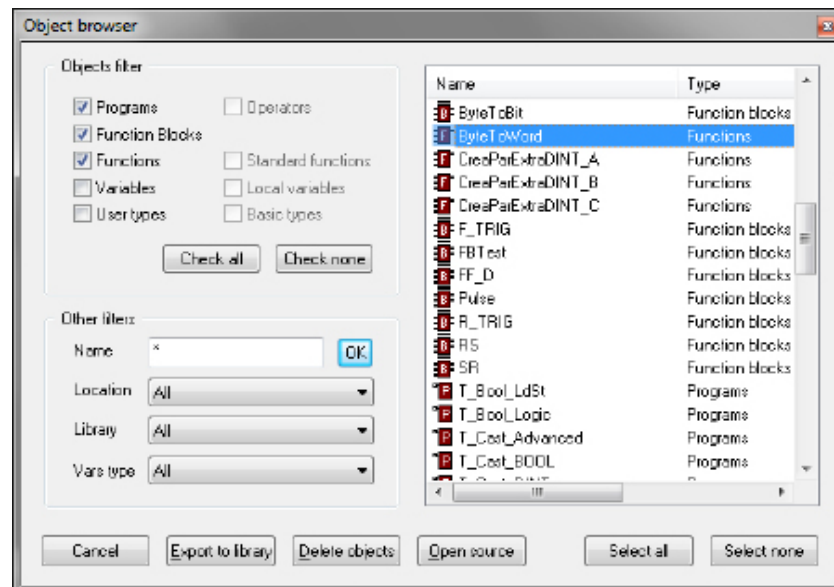 Object browser
Objects filter
Programs
Operators
Function Blocks
Functions
Standard functions
Variables
Local variables
User types
Basic types
Check all
Check none
Other filters
Name
*
OK
Location
All
Library
All
Vars type
All
Name Type
ByteToBit Function blocks
ByteToWord Functions
CreaParExtraDINT_A Functions
CreaParExtraDINT_B Functions
CreaParExtraDINT_C Functions
F_TRIG Function blocks
FBTest Function blocks
FF_D Function blocks
Pulse Function blocks
R_TRIG Function blocks
RS Function blocks
SR Function blocks
T_Bool_LdSt Programs
T_Bool_Logic Programs
T_Cast_Advanced Programs
T_Cast_BOOL Programs
Cancel
Export to library
Delete objects
Open source
Select all
Select none